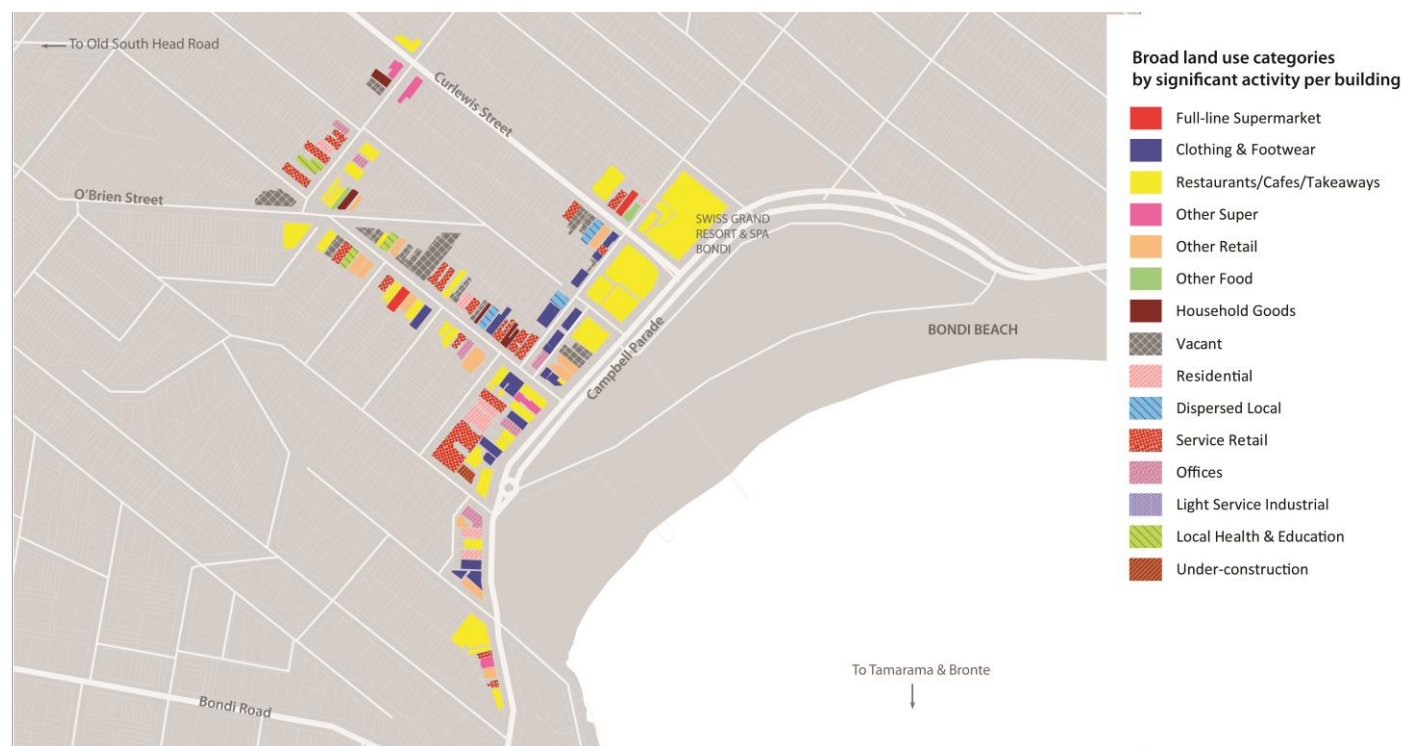 To Old South Head Road
Curlewis Street
O'Brien Street
SWISS GRAND
RESORT & SPA
BONDI
BONDI BEACH
Campbell Parade
To Tamarama & Bronte
Bondi Road
Broad land use categories
by significant activity per building
Full-line Supermarket
Clothing & Footwear
Restaurants/Cafes/Takeaways
Other Super
Other Retail
Other Food
Household Goods
Vacant
Residential
Dispersed Local
Service Retail
Offices
Light Service Industrial
Local Health & Education
Under-construction